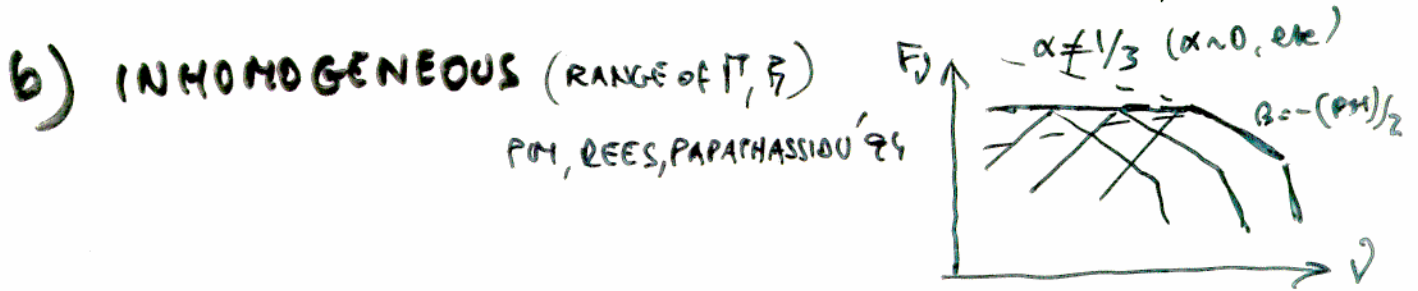 b) INHOMOGENEOUS (RANGE OF Γ, B)
PM, REES, PAPATHASSIOU '94
Fν
α ≠ 1/3 (α~0, etc)
β=-(p+1)/2
ν